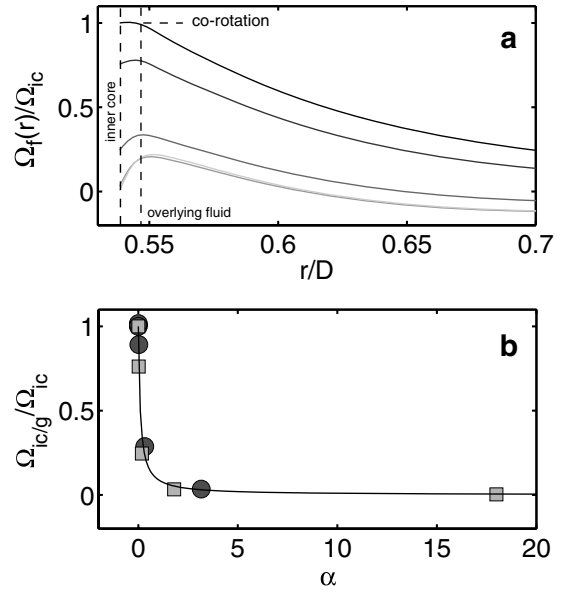 1
co-rotation
a
0.5
0
Ω_f(r)/Ω_ic
inner core
overlying fluid
0.55
0.6
0.65
0.7
r/D
1
b
0.5
0
Ω_ic/g/Ω_ic
0
5
10
15
20
α